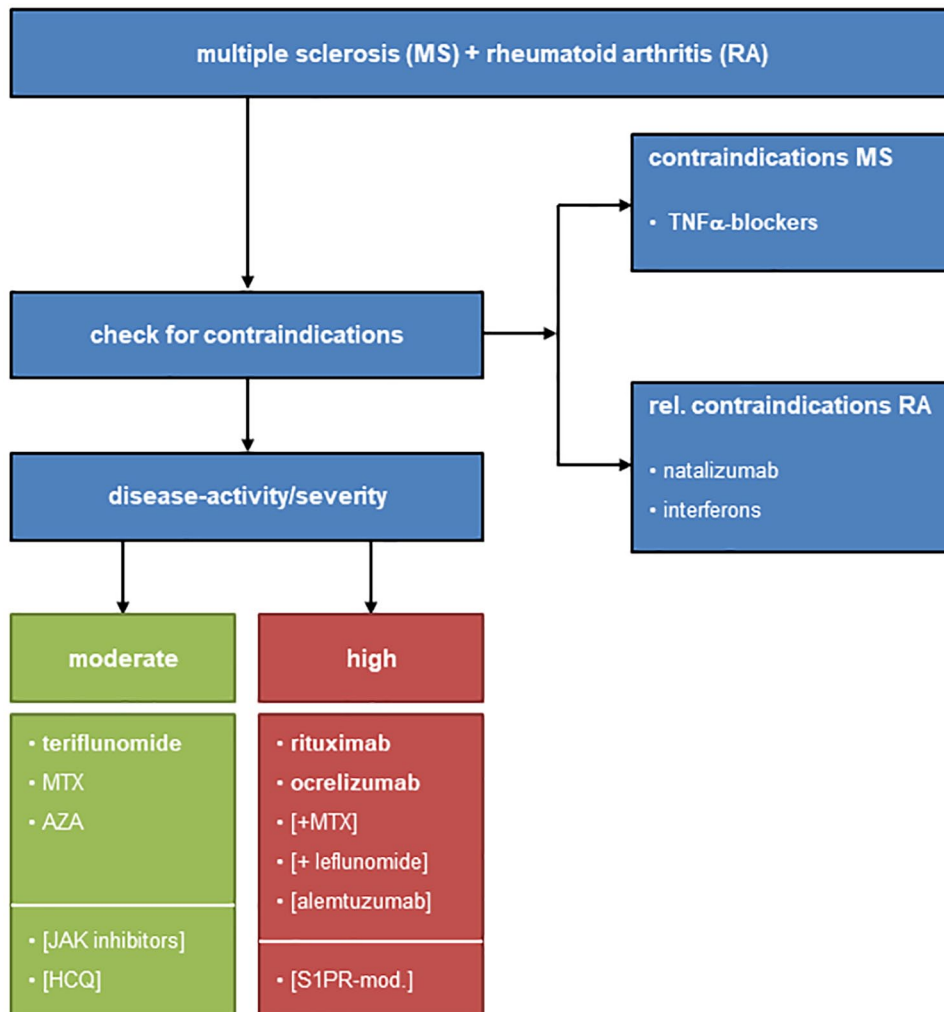 multiple sclerosis (MS) + rheumatoid arthritis (RA)
contraindications MS
• TNFα-blockers
check for contraindications
rel. contraindications RA
• natalizumab
• interferons
disease-activity/severity
moderate
• teriflunomide
• MTX
• AZA
• [JAK inhibitors]
• [HCQ]
high
• rituximab
• ocrelizumab
• [+MTX]
• [+ leflunomide]
• [alemtuzumab]
• [S1PR-mod.]